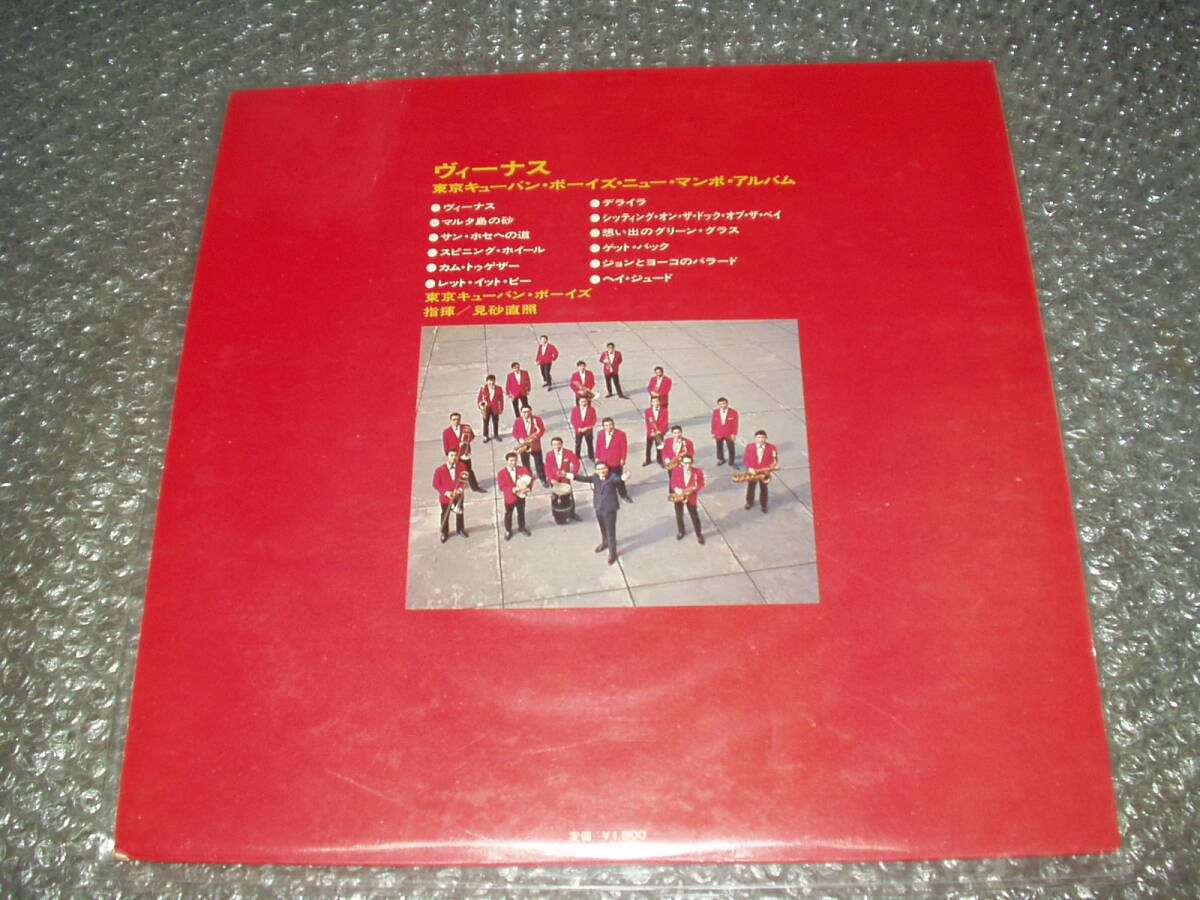 ヴィーナス
東京キューバン・ボーイズ・ニュー・マンボ・アルバム
●ヴィーナス
●マルタ島の砂
●サン・ホセへの道
●スピニング・ホイール
●カム・トゥゲザー
●レット・イット・ビー
●デライラ
●シッティング・オン・ザ・ドック・オブ・ザ・ベイ
●想い出のグリーン・グラス
●ゲット・バック
●ジョンとヨーコのバラード
●ヘイ・ジュード
東京キューバン・ボーイズ
指揮/見砂直照
定価 ¥1,800